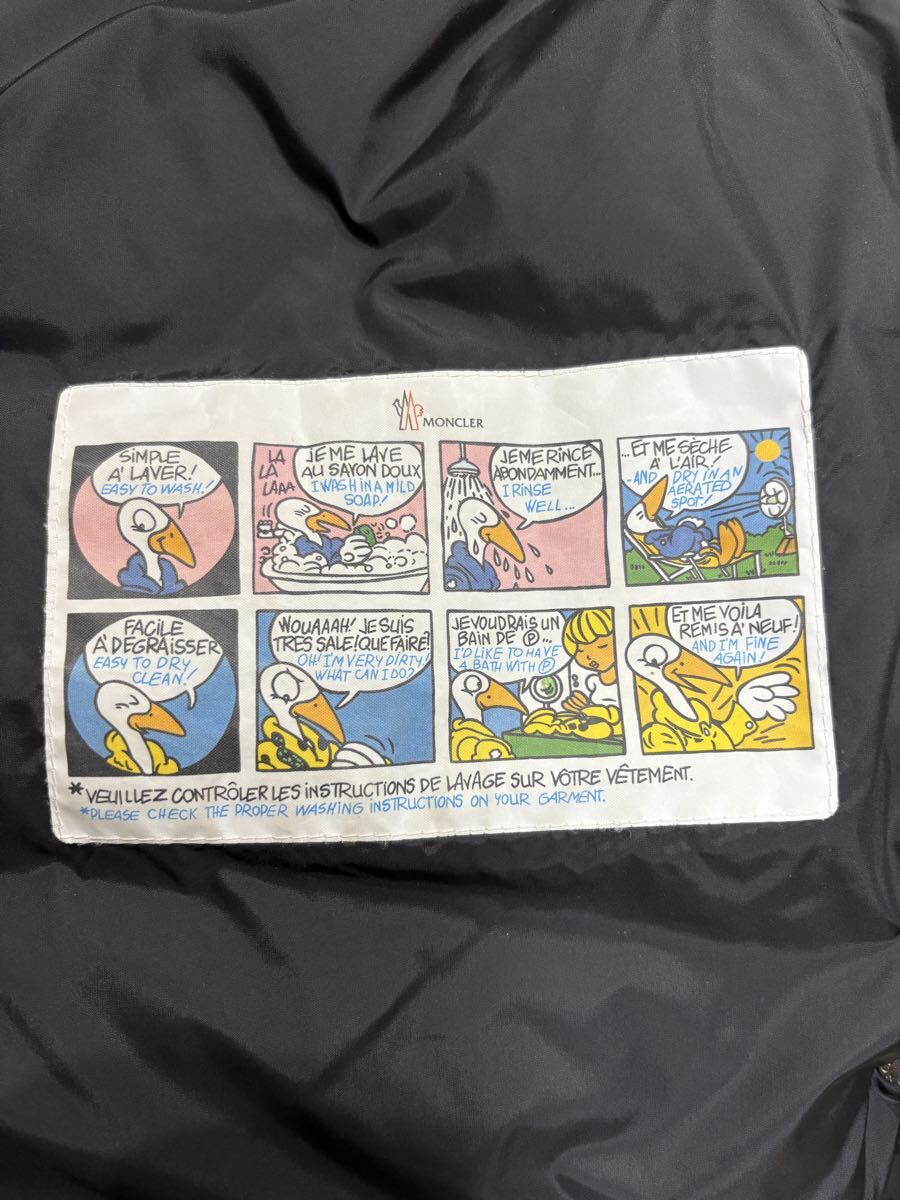 MONCLER
SIMPLE
A' LAVER!
EASY TO WASH!
LA
LA
LAAA
JE ME LAVE
AU SAVON DOUX
I WASH IN A MILD
SOAP!
JE ME RINCE
ABONDAMMENT...
I RINSE
WELL...
...ET ME SÈCHE
A' L'AIR!
-AND DRY IN AN
AERATED
SPOT!
FACILE
A' DEGRAISSER
EASY TO DRY
CLEAN!
WOUAAAH! JE SUIS
TRES SALE! QUE FAIRE?
OH! I'M VERY DIRTY!
WHAT CAN I DO?
JE VOUDRAIS UN
BAIN DE Ⓟ...
I'D LIKE TO HAVE
A BATH WITH Ⓟ
ET ME VOILA
REMIS A' NEUF!
AND I'M FINE
AGAIN!
*VEUILLEZ CONTRÔLER LES INSTRUCTIONS DE LAVAGE SUR VÔTRE VÊTEMENT.
*PLEASE CHECK THE PROPER WASHING INSTRUCTIONS ON YOUR GARMENT.